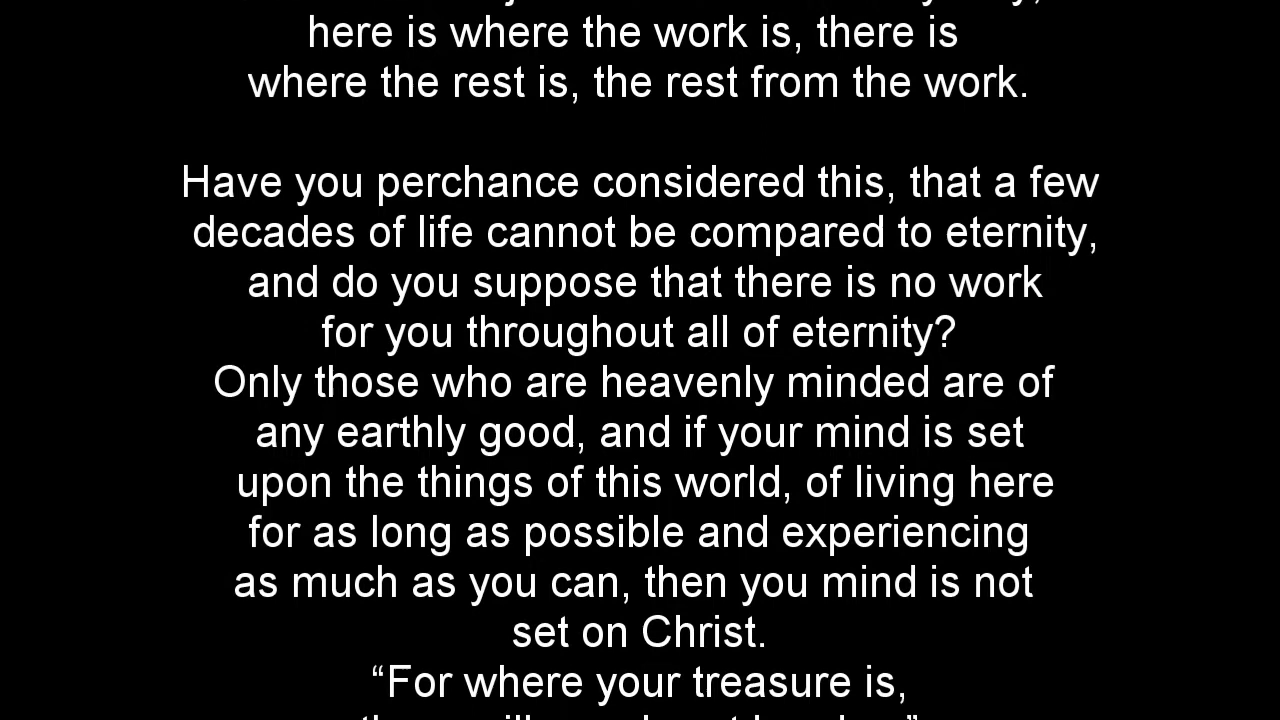 here is where the work is, there is
where the rest is, the rest from the work.
Have you perchance considered this, that a few
decades of life cannot be compared to eternity,
and do you suppose that there is no work
for you throughout all of eternity?
Only those who are heavenly minded are of
any earthly good, and if your mind is set
upon the things of this world, of living here
for as long as possible and experiencing
as much as you can, then you mind is not
set on Christ.
“For where your treasure is,